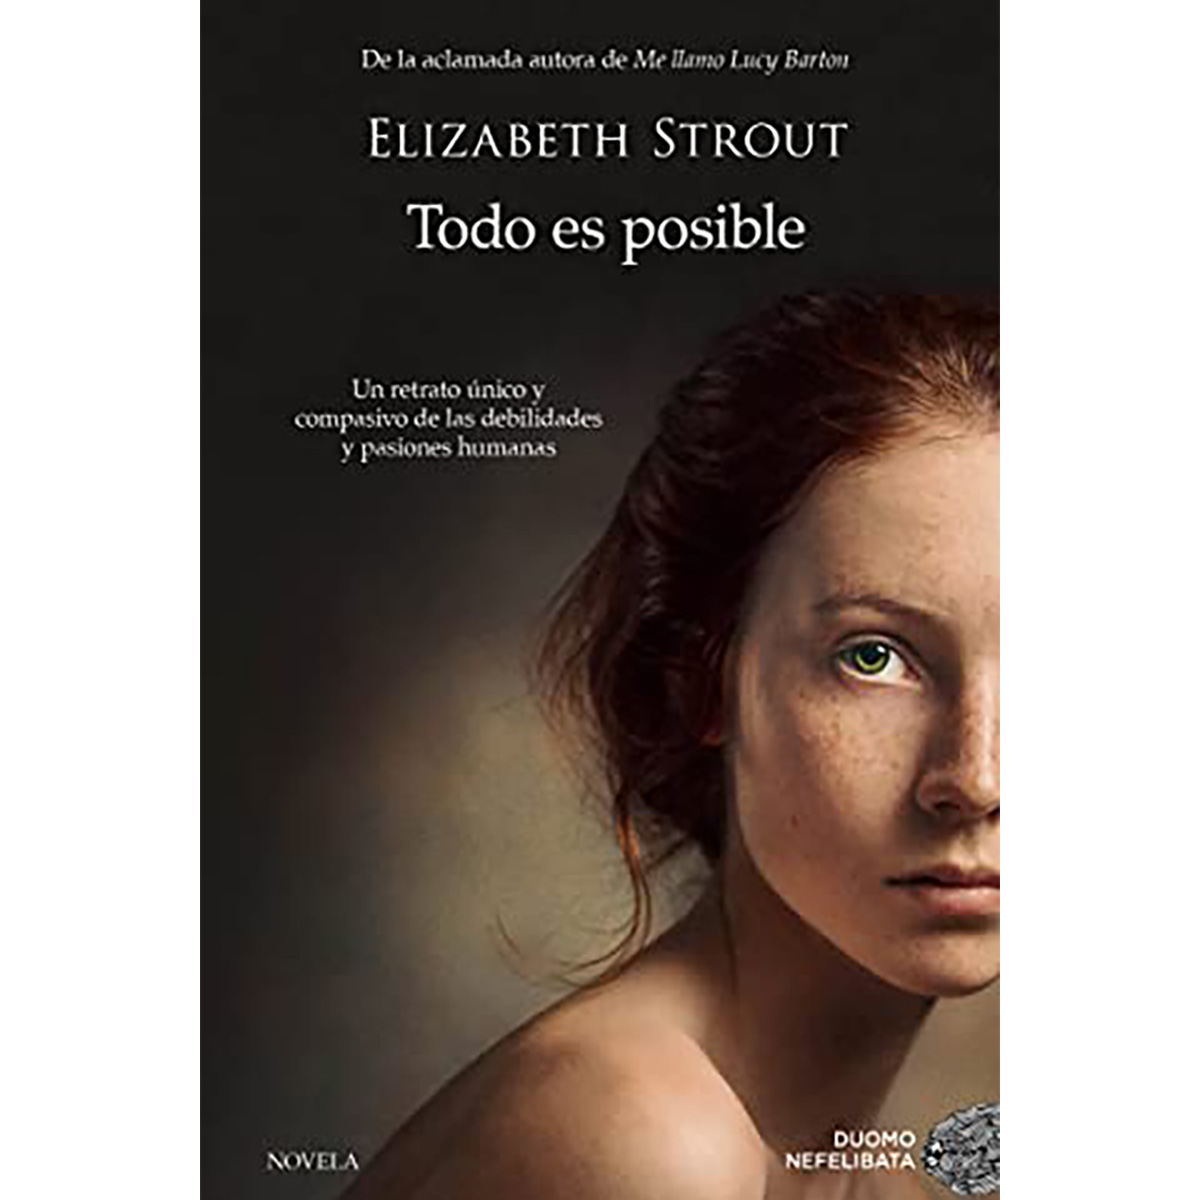 De la aclamada autora de Me llamo Lucy Barton
ELIZABETH STROUT
Todo es posible
Un retrato único y
compasivo de las debilidades
y pasiones humanas
NOVELA
DUOMO
NEFELIBATA